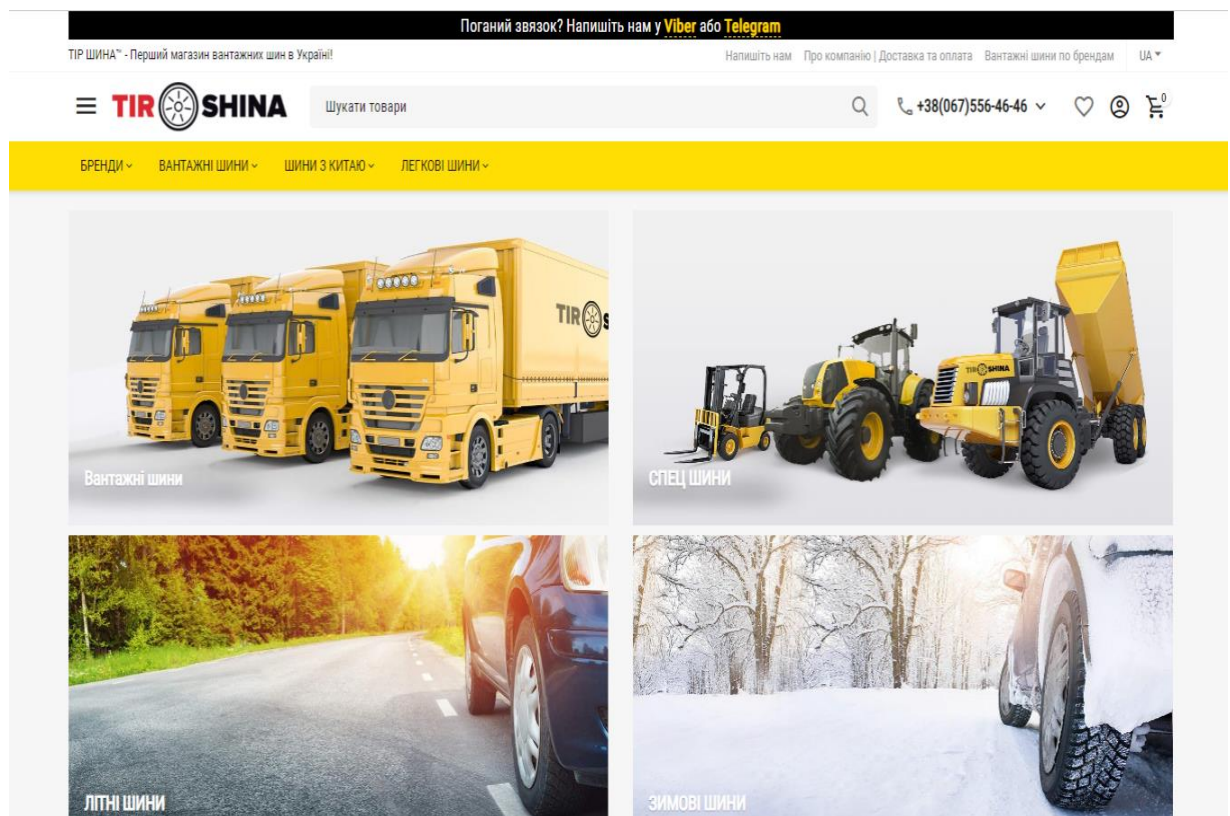 Поганий звязок? Напишіть нам у Viber або Telegram
ТІР ШИНА™ - Перший магазин вантажних шин в Україні!
Напишіть нам Про компанію | Доставка та оплата Вантажні шини по брендам UA
TIR SHINA
Шукати товари
+38(067)556-46-46
0
БРЕНДИ ВАНТАЖНІ ШИНИ ШИНИ З КИТАЮ ЛЕГКОВІ ШИНИ
TIR S
TIR SHINA
Вантажні шини
СПЕЦ ШИНИ
ЛІТНІ ШИНИ
ЗИМОВІ ШИНИ